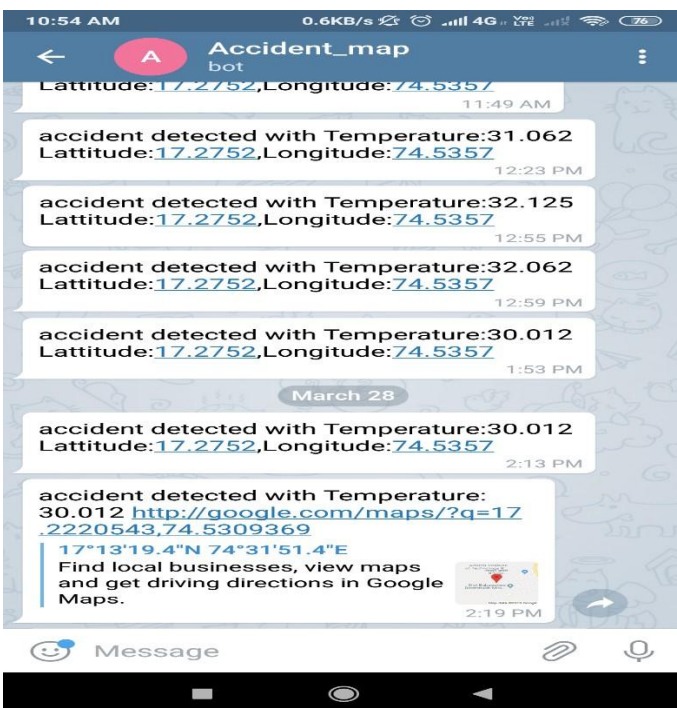 10:54 AM 0.6KB/s 4G VoLTE 76
A Accident_map
bot
Lattitude:17.2752,Longitude:74.5357
11:49 AM
accident detected with Temperature:31.062
Lattitude:17.2752,Longitude:74.5357
12:23 PM
accident detected with Temperature:32.125
Lattitude:17.2752,Longitude:74.5357
12:55 PM
accident detected with Temperature:32.062
Lattitude:17.2752,Longitude:74.5357
12:59 PM
accident detected with Temperature:30.012
Lattitude:17.2752,Longitude:74.5357
1:53 PM
March 28
accident detected with Temperature:30.012
Lattitude:17.2752,Longitude:74.5357
2:13 PM
accident detected with Temperature:
30.012 http://google.com/maps/?q=17
.2220543,74.5309369
17°13'19.4"N 74°31'51.4"E
Find local businesses, view maps
and get driving directions in Google
Maps.
2:19 PM
Message